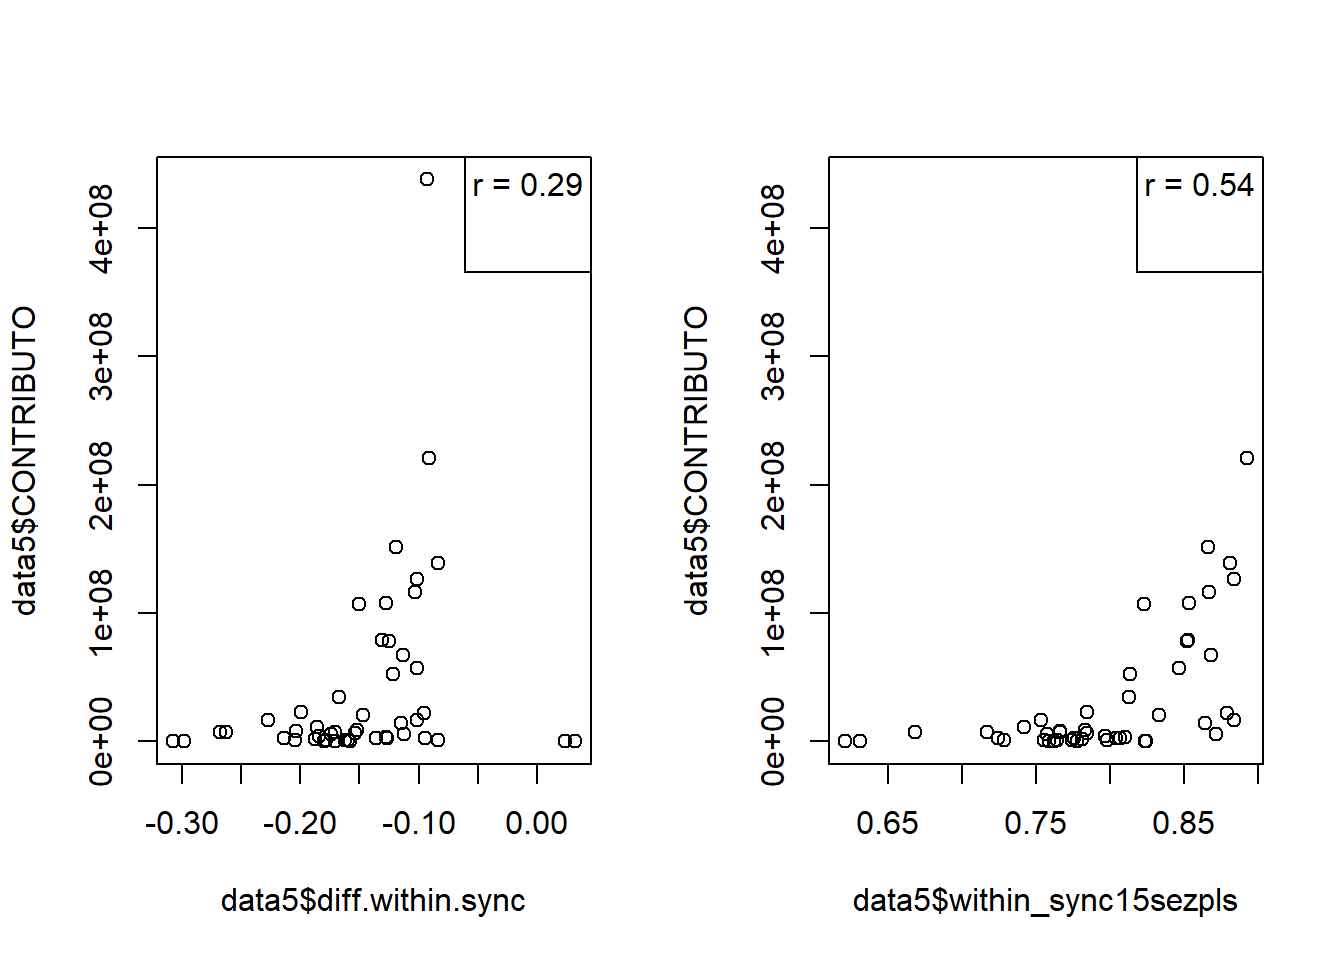 r = 0.29
data5$CONTRIBUTO
4e+08
3e+08
2e+08
1e+08
0e+00
-0.30
-0.20
-0.10
0.00
data5$diff.within.sync
r = 0.54
data5$CONTRIBUTO
4e+08
3e+08
2e+08
1e+08
0e+00
0.65
0.75
0.85
data5$within_sync15sezpls